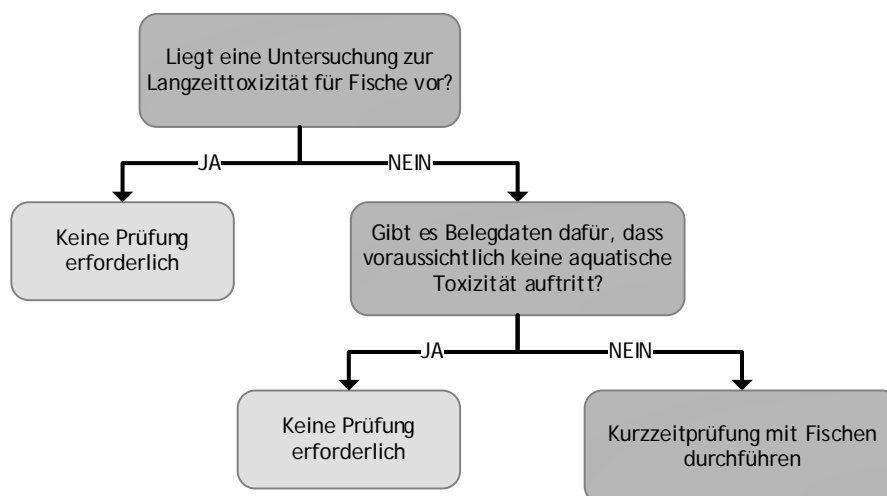 Liegt eine Untersuchung zur
Langzeittoxizität für Fische vor?
JA
NEIN
Keine Prüfung
erforderlich
Gibt es Belegdaten dafür, dass
voraussichtlich keine aquatische
Toxizität auftritt?
JA
NEIN
Keine Prüfung
erforderlich
Kurzzeitprüfung mit Fischen
durchführen